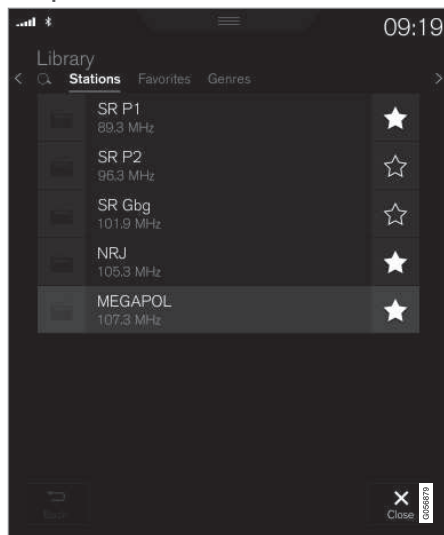 09:19
Library
Stations Favorites Genres
SR P1
89.3 MHz
SR P2
96.3 MHz
SR Gbg
101.9 MHz
NRJ
105.3 MHz
MEGAPOL
107.3 MHz
Back
Close
G056879